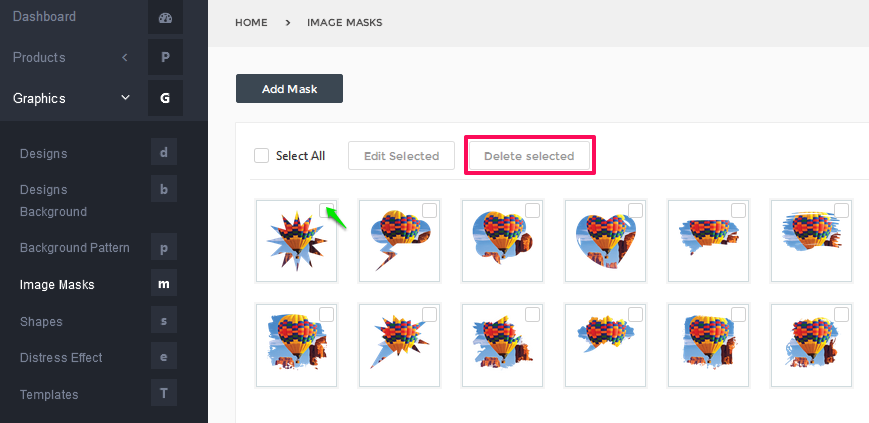 Dashboard
Products P
Graphics G
Designs d
Designs b
Background
Background Pattern p
Image Masks m
Shapes s
Distress Effect e
Templates T
HOME > IMAGE MASKS
Add Mask
Select All Edit Selected Delete selected